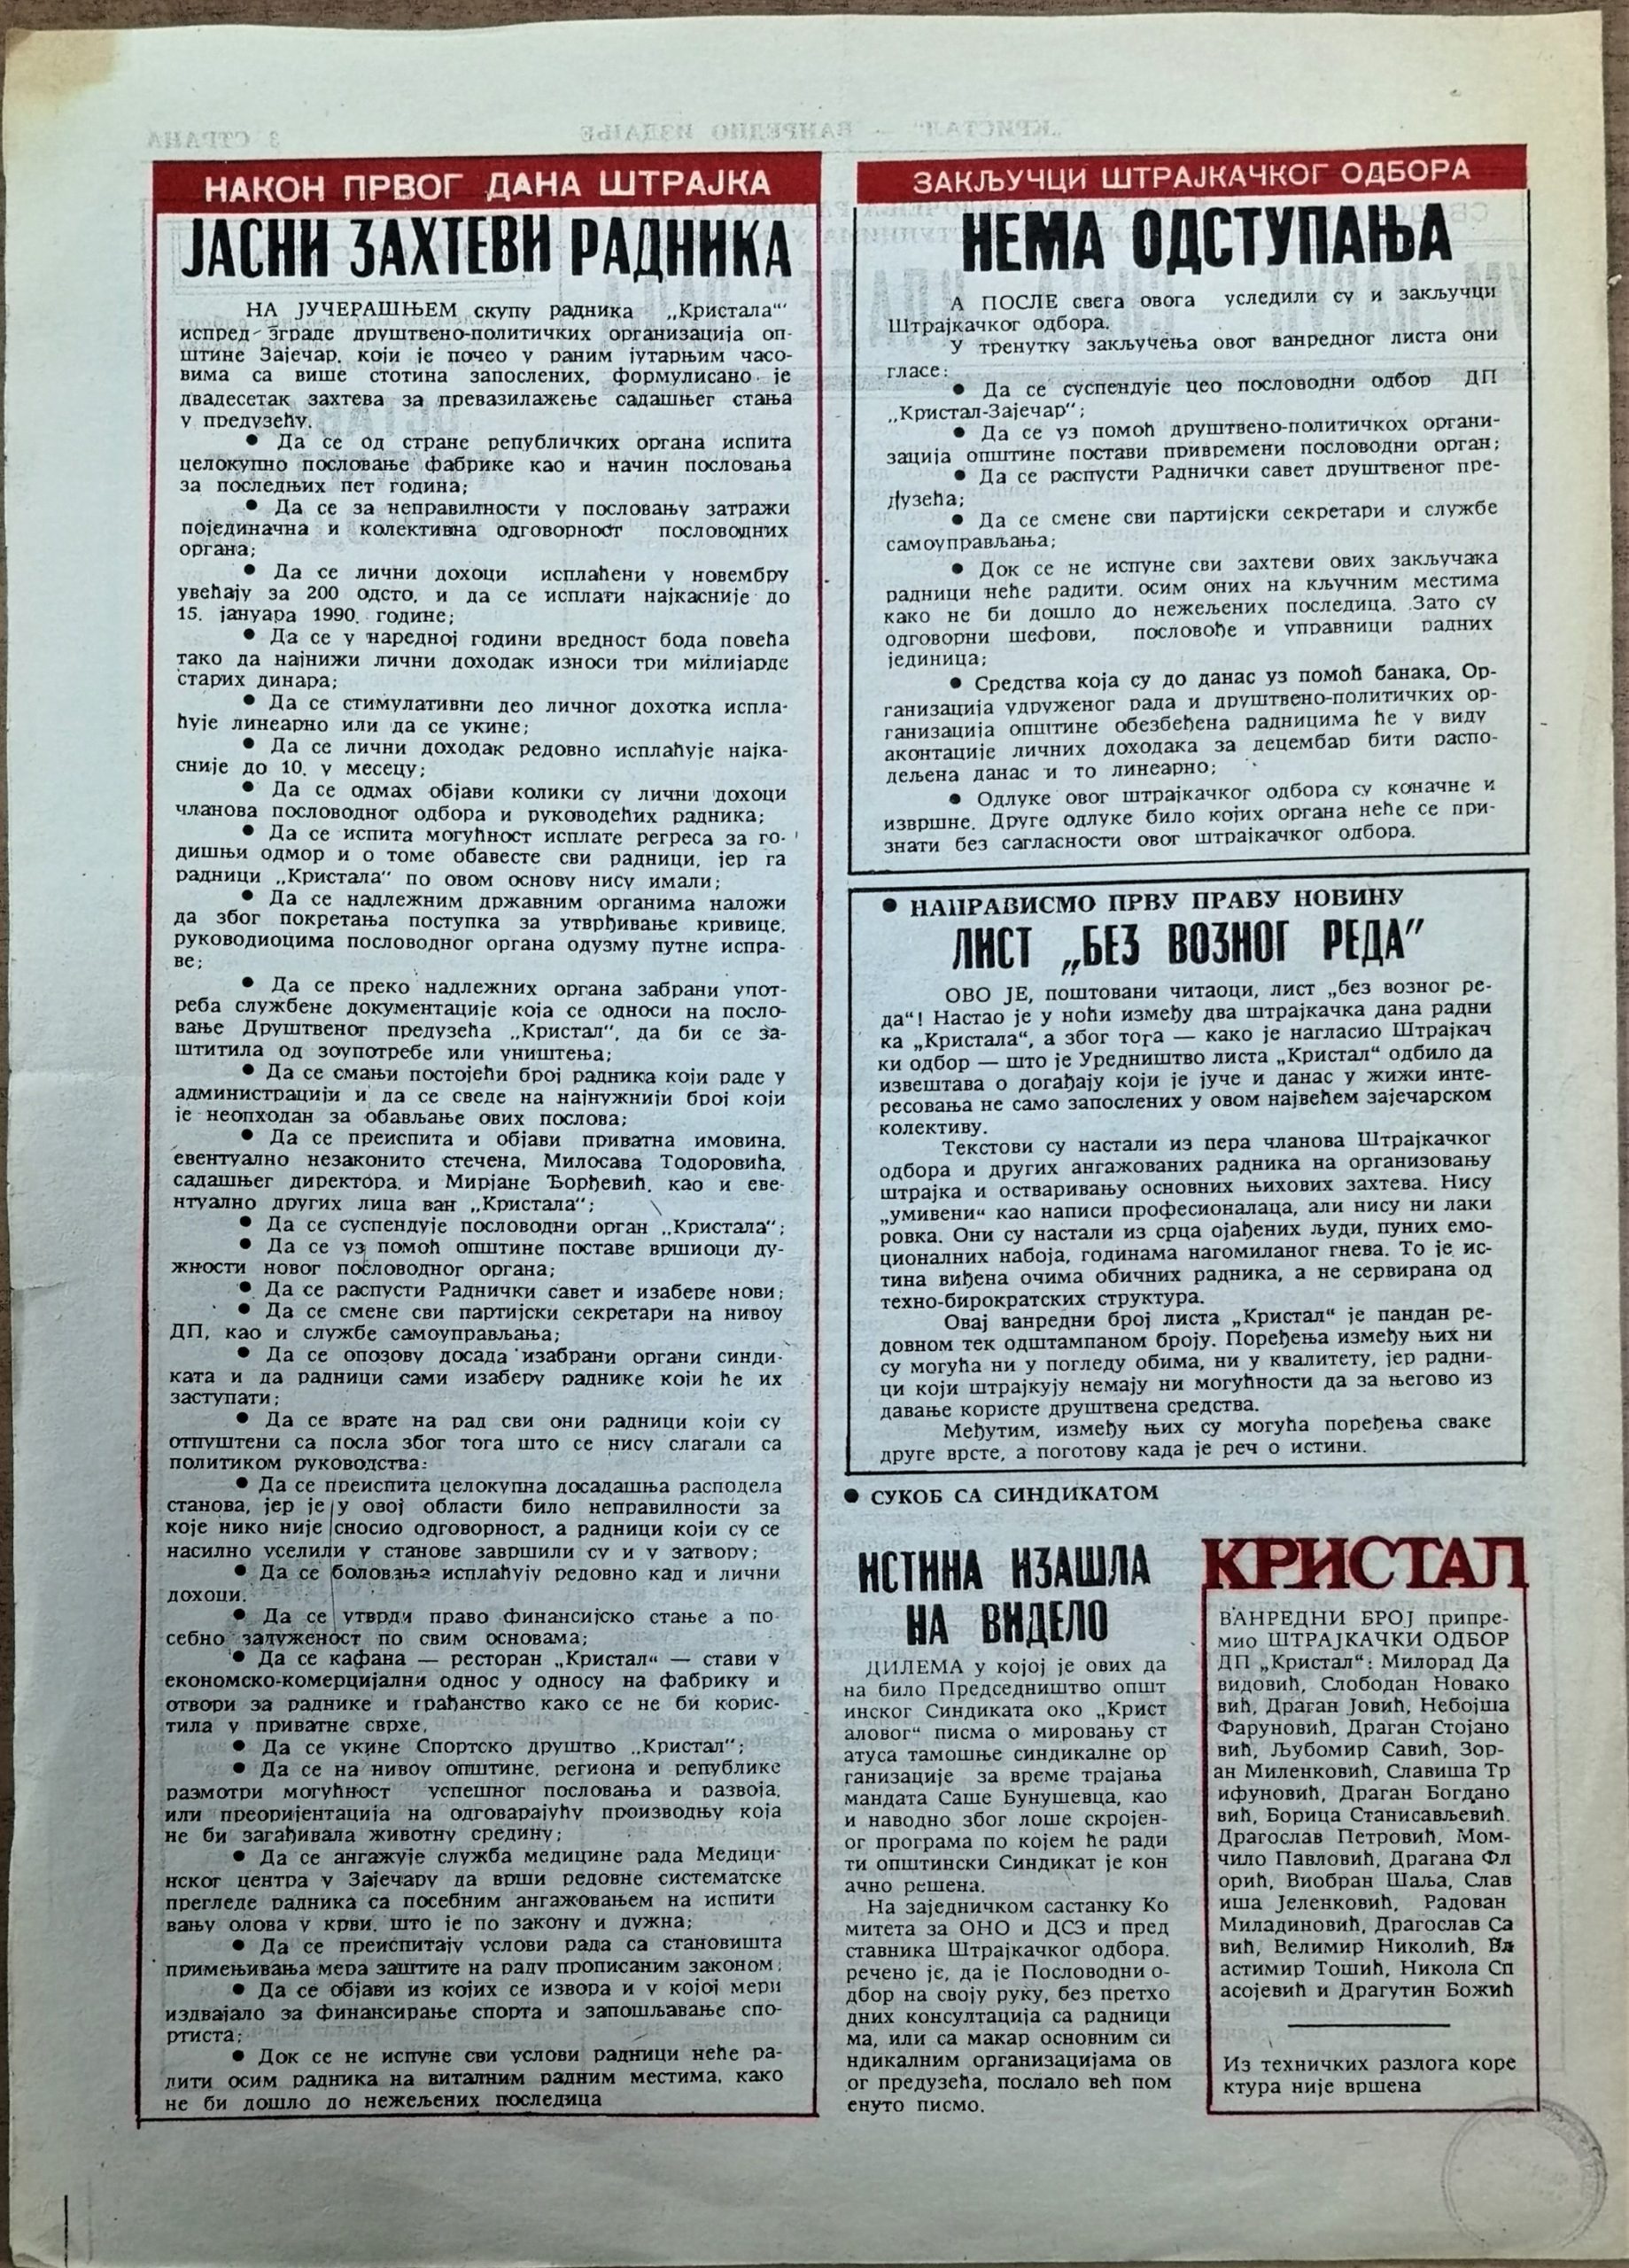 НАКОН ПРВОГ ДАНА ШТРАЈКА
ЈАСНИ ЗАХТЕВИ РАДНИКА
НА ЈУЧЕРАШЊЕМ скупу радника „Кристала“
испред зграде друштвено-политичких организација оп-
штине Зајечар, који је почео у раним јутарњим часо-
вима са више стотина запослених, формулисано је
двадесетак захтева за превазилажење садашњег стања
у предузећу.
● Да се од стране републичких органа испита
целокупно пословање фабрике као и начин пословања
за последњих пет година;
● Да се за неправилности у пословању затражи
појединачна и колективна одговорност пословодних
органа;
● Да се лични дохоци исплаћени у новембру
увећају за 200 одсто, и да се исплати најкасније до
15. јануара 1990. године;
● Да се у наредној години вредност бода повећа
тако да најнижи лични доходак износи три милијарде
старих динара;
● Да се стимулативни део личног дохотка испла-
ћује линеарно или да се укине;
● Да се лични доходак редовно исплаћује најка-
сније до 10. у месецу;
● Да се одмах објави колики су лични дохоци
чланова пословодног одбора и руководећих радника;
● Да се испита могућност исплате регреса за го-
дишњи одмор и о томе обавесте сви радници, јер га
радници „Кристала“ по овом основу нису имали;
● Да се надлежним државним органима наложи
да због покретања поступка за утврђивање кривице,
руководиоцима пословодног органа одузму путне испра-
ве;
● Да се преко надлежних органа забрани упот-
реба службене документације која се односи на посло-
вање Друштвеног предузећа „Кристал“, да би се за-
штитила од зоупотребе или уништења;
● Да се смањи постојећи број радника који раде у
администрацији и да се сведе на најнужнији број који
је неопходан за обављање ових послова;
● Да се преиспита и објави приватна имовина,
евентуално незаконито стечена, Милосава Тодоровића,
садашњег директора, и Мирјане Ђорђевић, као и еве-
нтуално других лица ван „Кристала“;
● Да се суспендује пословодни орган „Кристала“;
● Да се уз помоћ општине поставе вршиоци ду-
жности новог пословодног органа;
● Да се распусти Раднички савет и изабере нови;
● Да се смене сви партијски секретари на нивоу
ДП, као и службе самоуправљања;
● Да се опозову досада изабрани органи синди-
ката и да радници сами изаберу раднике који ће их
заступати;
● Да се врате на рад сви они радници који су
отпуштени са посла због тога што се нису слагали са
политиком руководства:
● Да се преиспита целокупна досадашња расподела
станова, јер је у овој области било неправилности за
које нико није сносио одговорност, а радници који су се
насилно уселили у станове завршили су и у затвору;
● Да се боловања исплаћују редовно кад и лични
дохоци.
● Да се утврди право финансијско стање а по-
себно задуженост по свим основама;
● Да се кафана — ресторан „Кристал“ — стави у
економско-комерцијални однос у односу на фабрику и
отвори за раднике и грађанство како се не би корис-
тила у приватне сврхе,
● Да се укине Спортско друштво „Кристал“;
● Да се на нивоу општине, региона и републике
размотри могућност успешног пословања и развоја,
или преоријентација на одговарајућу производњу која
не би загађивала животну средину;
● Да се ангажује служба медицине рада Медици-
нског центра у Зајечару да врши редовне систематске
прегледе радника са посебним ангажовањем на испити
вању олова у крви, што је по закону и дужна;
● Да се преиспитају услови рада са становишта
примењивања мера заштите на раду прописаним законом;
● Да се објави из којих се извора и у којој мери
издвајало за финансирање спорта и запошљавање спо-
ртиста;
● Док се не испуне сви услови радници неће ра-
дити осим радника на виталним радним местима, како
не би дошло до нежељених последица
ЗАКЉУЧЦИ ШТРАЈКАЧКОГ ОДБОРА
НЕМА ОДСТУПАЊА
А ПОСЛЕ свега овога уследили су и закључци
Штрајкачког одбора.
У тренутку закључења овог ванредног листа они
гласе:
● Да се суспендује цео пословодни одбор ДП
„Кристал-Зајечар“;
● Да се уз помоћ друштвено-политичкох органи-
зација општине постави привремени пословодни орган;
● Да се распусти Раднички савет друштвеног пре-
дузећа;
● Да се смене сви партијски секретари и службе
самоуправљања;
● Док се не испуне сви захтеви ових закључака
радници неће радити, осим оних на кључним местима
како не би дошло до нежељених последица. Зато су
одговорни шефови, пословође и управници радних
јединица;
● Средства која су до данас уз помоћ банака, Ор-
ганизација удруженог рада и друштвено-политичких ор-
ганизација општине обезбеђена радницима ће у виду
аконтације личних доходака за децембар бити распо-
дељена данас и то линеарно;
● Одлуке овог штрајкачког одбора су коначне и
извршне. Друге одлуке било којих органа неће се при-
знати без сагласности овог штрајкачког одбора.
● НАПРАВИСМО ПРВУ ПРАВУ НОВИНУ
ЛИСТ „БЕЗ ВОЗНОГ РЕДА”
ОВО ЈЕ, поштовани читаоци, лист „без возног ре-
да“! Настао је у ноћи између два штрајкачка дана радни
ка „Кристала“, а због тога — како је нагласио Штрајкач
ки одбор — што је Уредништво листа „Кристал“ одбило да
извештава о догађају који је јуче и данас у жижи инте-
ресовања не само запослених у овом највећем зајечарском
колективу.
Текстови су настали из пера чланова Штрајкачког
одбора и других ангажованих радника на организовању
штрајка и остваривању основних њихових захтева. Нису
„умивени“ као написи професионалаца, али нису ни лаки
ровка. Они су настали из срца ојађених људи, пуних емо-
ционалних набоја, годинама нагомиланог гнева. То је ис-
тина виђена очима обичних радника, а не сервирана од
техно-бирократских структура.
Овај ванредни број листа „Кристал“ је пандан ре-
довном тек одштампаном броју. Поређења између њих ни
су могућа ни у погледу обима, ни у квалитету, јер радни-
ци који штрајкују немају ни могућности да за његово из
давање користе друштвена средства.
Међутим, између њих су могућа поређења сваке
друге врсте, а поготову када је реч о истини.
● СУКОБ СА СИНДИКАТОМ
ИСТИНА ИЗАШЛА
НА ВИДЕЛО
ДИЛЕМА у којој је ових да
на било Председништво општ
инског Синдиката око „Крист
аловог“ писма о мировању ст
атуса тамошње синдикалне ор
ганизације за време трајања
мандата Саше Бунушевца, као
и наводно због лоше скројен-
ог програма по којем ће ради
ти општински Синдикат је кон
ачно решена.
На заједничком састанку Ко
митета за ОНО и ДСЗ и пред
ставника Штрајкачког одбора,
речено је, да је Пословодни о-
дбор на своју руку, без претхо
дних консултација са радници
ма, или са макар основним си
ндикалним организацијама ов
ог предузећа, послало већ пом
енуто писмо.
КРИСТАЛ
ВАНРЕДНИ БРОЈ припре-
мио ШТРАЈКАЧКИ ОДБОР
ДП „Кристал“: Милорад Да
видовић, Слободан Новако
вић, Драган Јовић, Небојша
Фаруновић, Драган Стојано
вић, Љубомир Савић, Зор-
ан Миленковић, Славиша Тр
ифуновић, Драган Богдано
вић, Борица Станисављевић,
Драгослав Петровић, Мом-
чило Павловић, Драгана Фл
орић, Виобран Шаља, Слав
иша Јеленковић, Радован
Миладиновић, Драгослав Са
вић, Велимир Николић, Вл
астимир Тошић, Никола Сп
асојевић и Драгутин Божић
Из техничких разлога коре
ктура није вршена